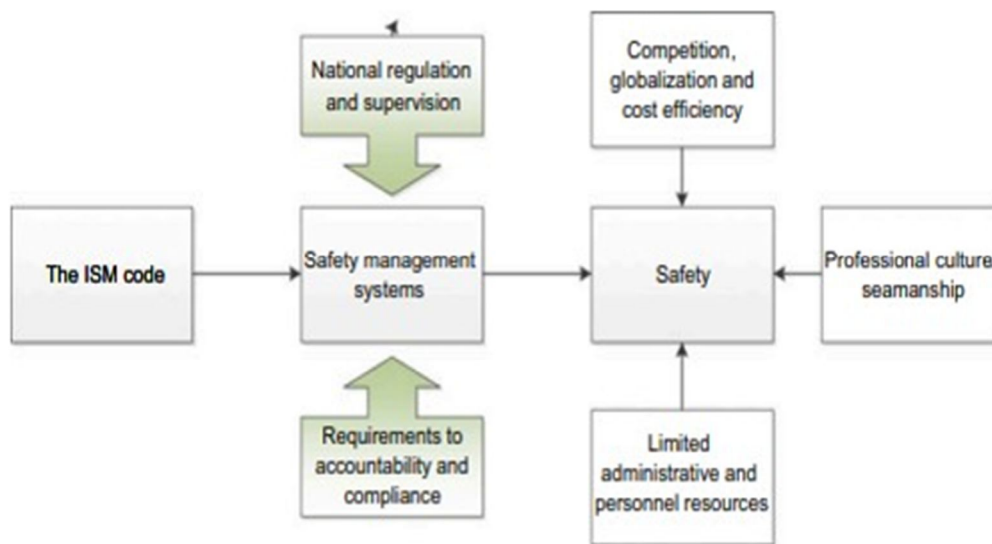 National regulation
and supervision
Competition,
globalization and
cost efficiency
The ISM code
Safety management
systems
Safety
Professional culture
seamanship
Requirements to
accountability and
compliance
Limited
administrative and
personnel resources